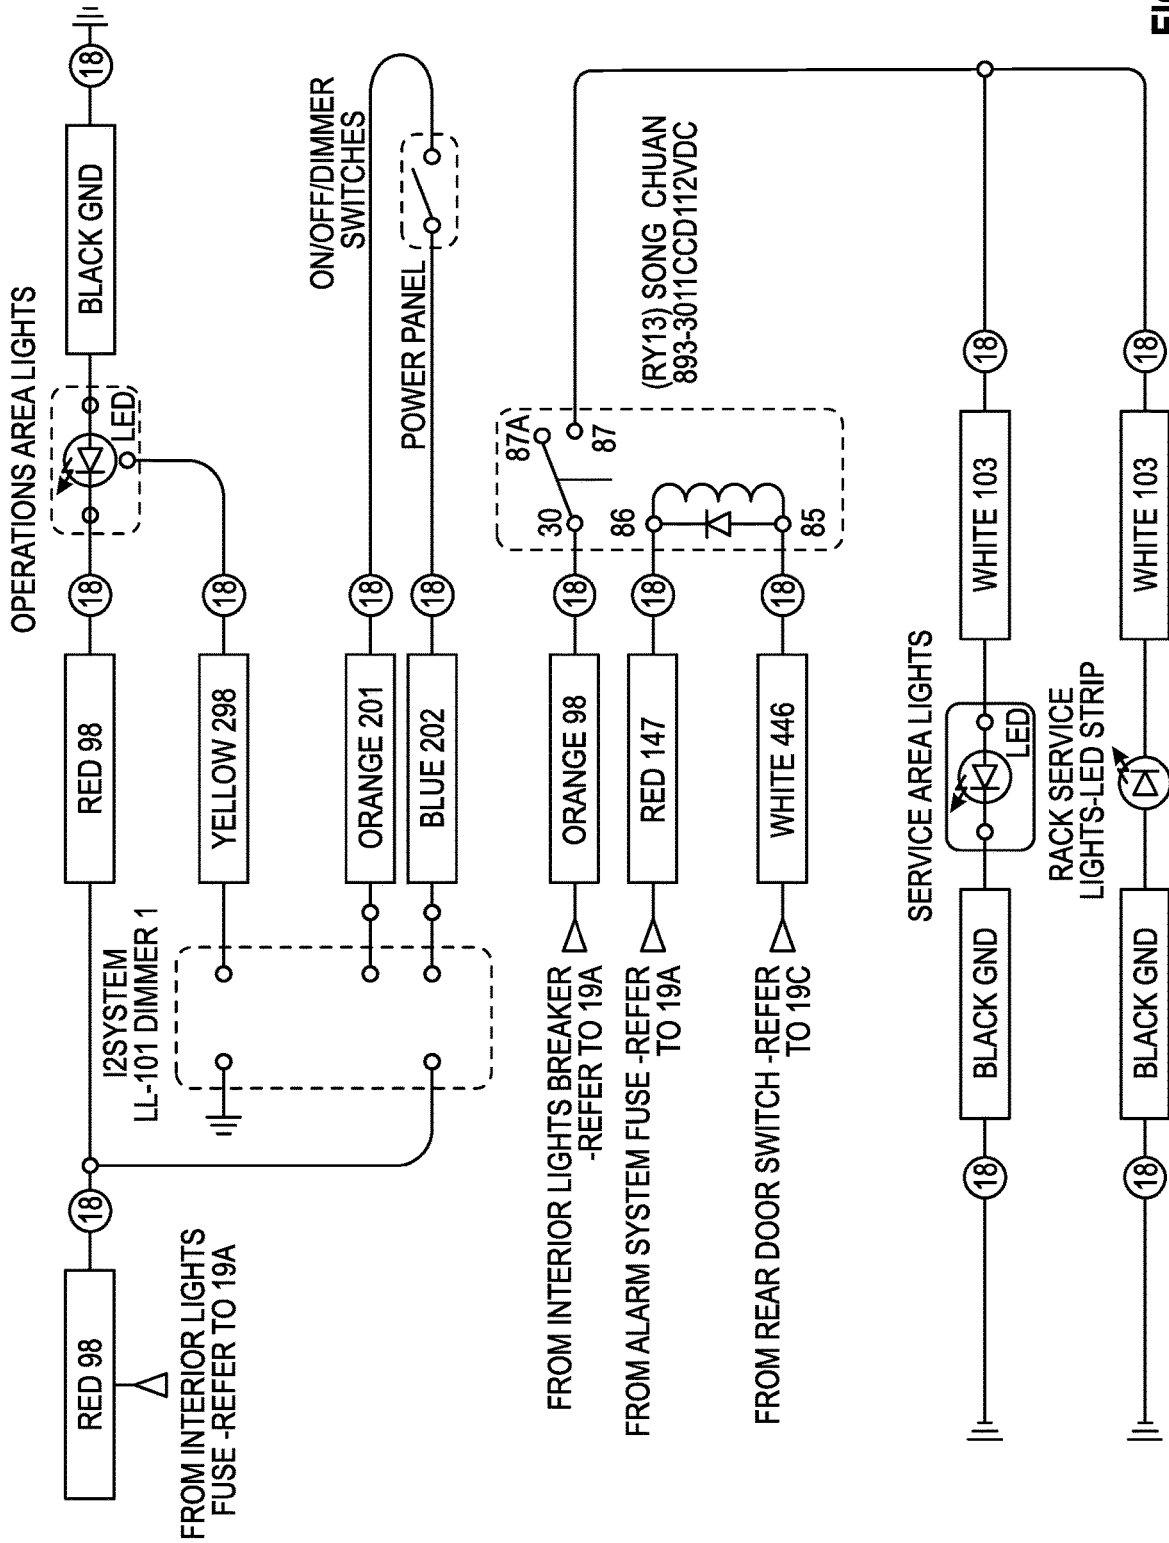 OPERATIONS AREA LIGHTS
RED 98
18
RED 98
18
LED
BLACK GND
18
FROM INTERIOR LIGHTS
FUSE -REFER TO 19A
I2SYSTEM
LL-101 DIMMER 1
YELLOW 298
18
ON/OFF/DIMMER
SWITCHES
ORANGE 201
18
BLUE 202
18
POWER PANEL
FROM INTERIOR LIGHTS BREAKER
-REFER TO 19A
ORANGE 98
18
30
87A
87
(RY13) SONG CHUAN
893-3011CCD112VDC
FROM ALARM SYSTEM FUSE -REFER
TO 19A
RED 147
18
86
FROM REAR DOOR SWITCH -REFER
TO 19C
WHITE 446
18
85
SERVICE AREA LIGHTS
18
BLACK GND
LED
WHITE 103
18
RACK SERVICE
LIGHTS-LED STRIP
18
BLACK GND
WHITE 103
18